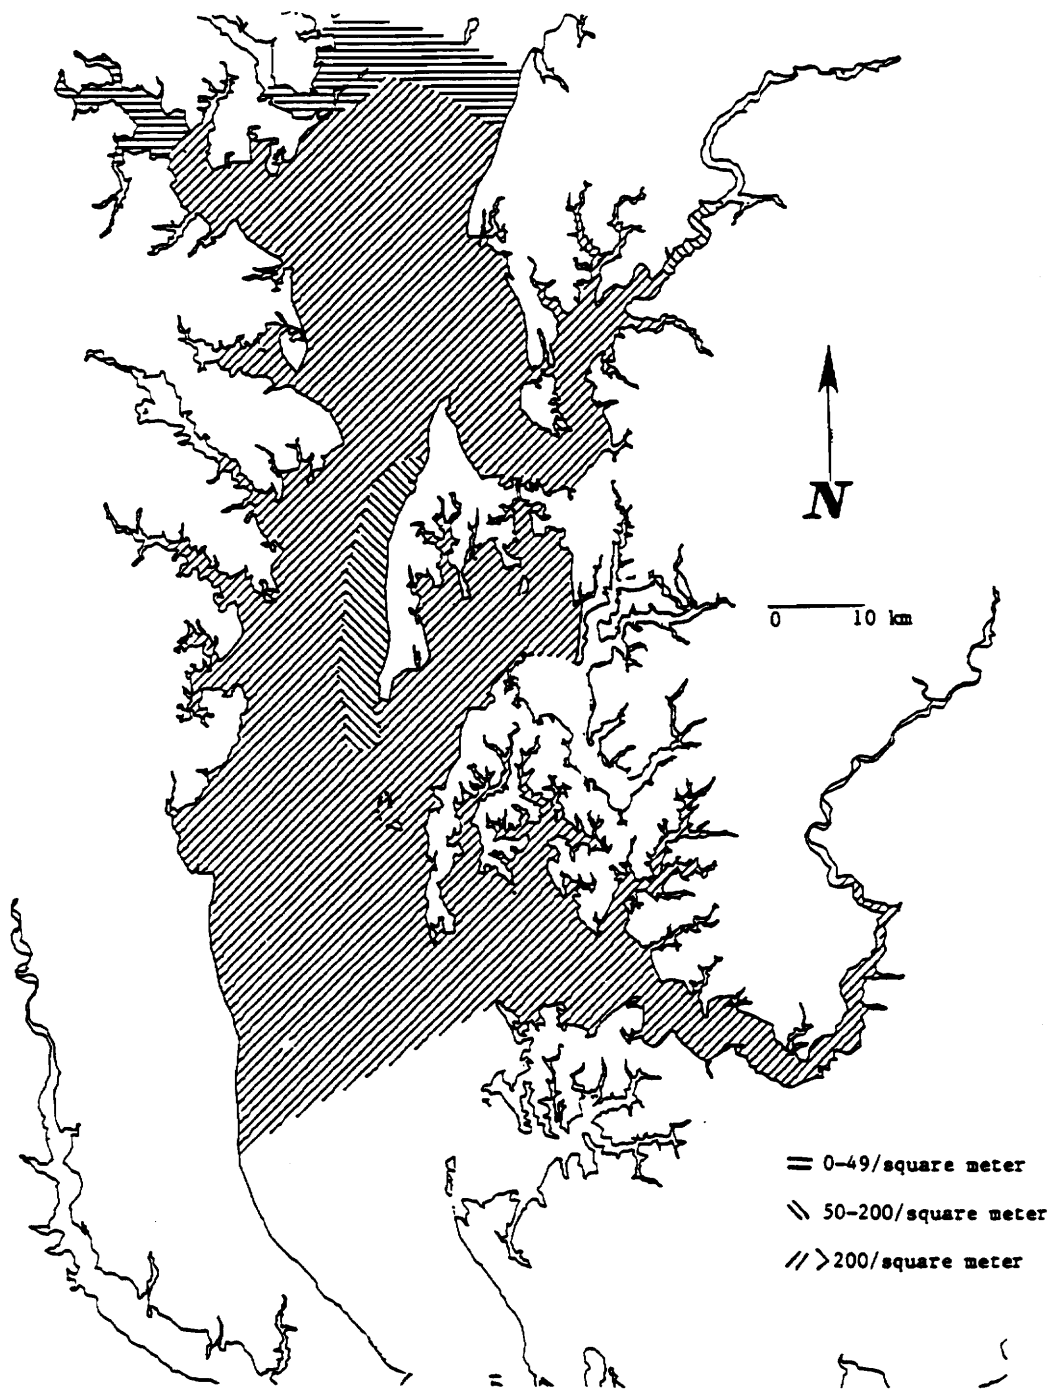 N
0 10 km
= 0-49/square meter
\\ 50-200/square meter
// >200/square meter